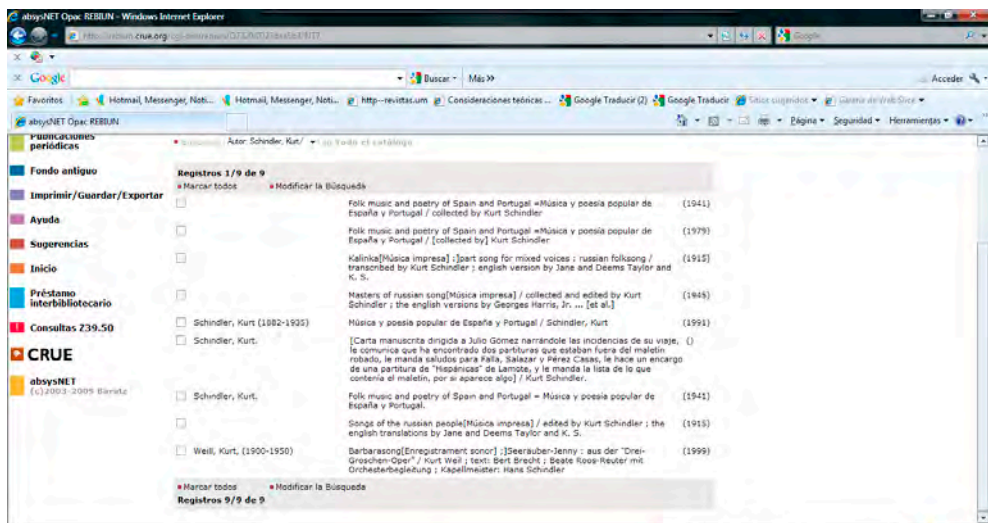 absysNET Opac REBIUN - Windows Internet Explorer
Google
Google Buscar Más >> Acceder
Favoritos Hotmail, Messenger, Noti... Hotmail, Messenger, Noti... http--revistas.um Consideraciones teóricas ... Google Traducir (2) Google Traducir Sitios sugeridos Galería de Web Slice
absysNET Opac REBIUN Página Seguridad Herramientas
Publicaciones periódicas
Fondo antiguo
Imprimir/Guardar/Exportar
Ayuda
Sugerencias
Inicio
Préstamo
interbibliotecario
Consultas Z39.50
CRUE
absysNET
Autor: Schindler, Kurt/ en todo el catálogo
Registros 1/9 de 9
Marcar todos Modificar la Búsqueda
Folk music and poetry of Spain and Portugal =Música y poesía popular de (1941)
España y Portugal / collected by Kurt Schindler
Folk music and poetry of Spain and Portugal =Música y poesía popular de (1979)
España y Portugal / [collected by] Kurt Schindler
Kalinka[Música impresa] :]part song for mixed voices : russian folksong / (1915)
transcribed by Kurt Schindler ; english version by Jane and Deems Taylor and
K. S.
Masters of russian song[Música impresa] / collected and edited by Kurt (1945)
Schindler ; the english versions by Georges Harris, Jr. ... [et al.]
Schindler, Kurt (1882-1935) Música y poesía popular de España y Portugal / Schindler, Kurt (1991)
Schindler, Kurt. [Carta manuscrita dirigida a Julio Gómez narrándole las incidencias de su viaje, ()
le comunica que ha encontrado dos partituras que estaban fuera del maletín
robado, le manda saludos para Falla, Salazar y Pérez Casas, le hace un encargo
de una partitura de "Hispánicas" de Lamote, y le manda la lista de lo que
contenía el maletín, por si aparece algo] / Kurt Schindler.
Schindler, Kurt. Folk music and poetry of Spain and Portugal = Música y poesía popular de (1941)
España y Portugal.
Songs of the russian people[Música impresa] / edited by Kurt Schindler ; the (1915)
english translations by Jane and Deems Taylor and K. S.
Weill, Kurt, (1900-1950) Barbarasong[Enregistrament sonor] ;]Seerauber-Jenny : aus der "Drei- (1999)
Groschen-Oper" / Kurt Weil ; text: Bert Brecht ; Beate Roos-Reuter mit
Orchesterbegleitung ; Kapellmeister: Hans Schindler
Marcar todos Modificar la Búsqueda
Registros 9/9 de 9